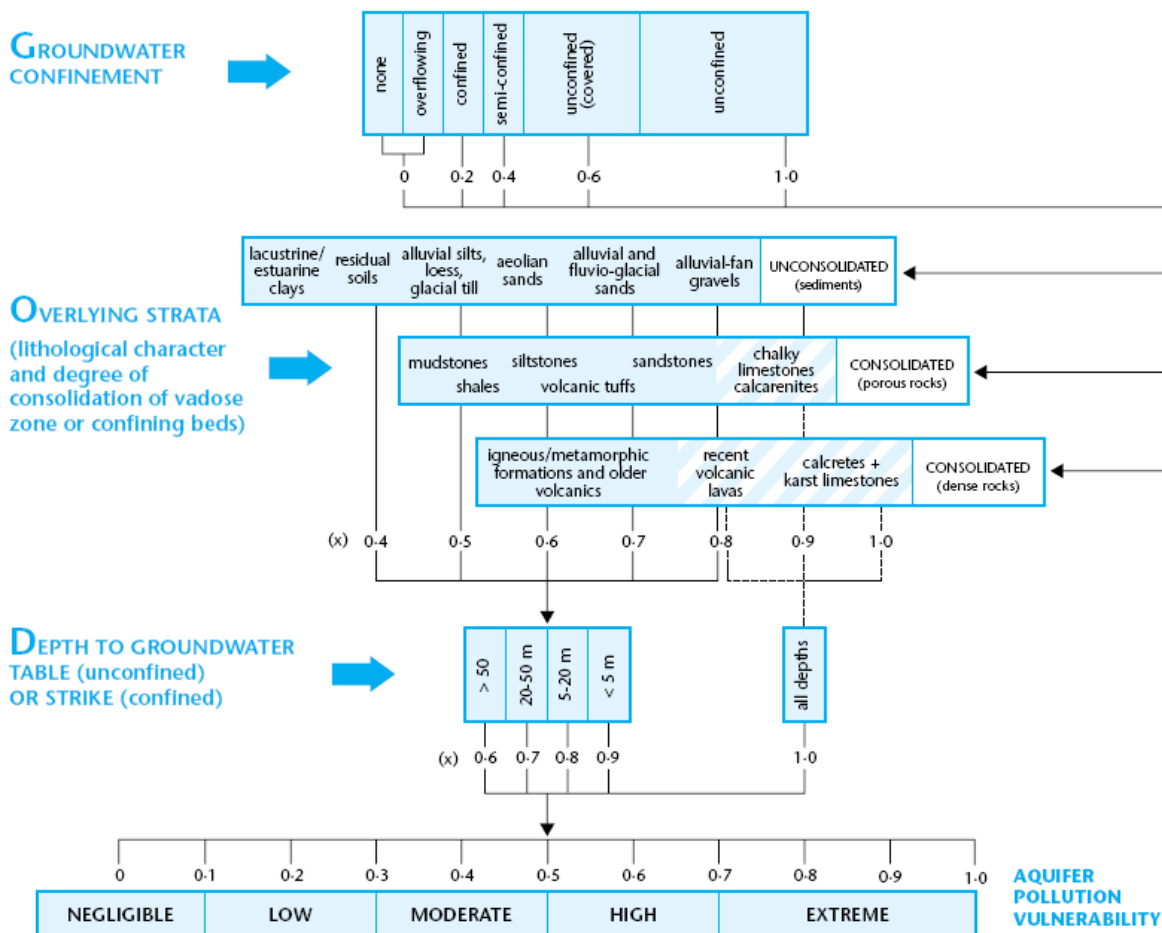 GROUNDWATER
CONFINEMENT
none
overflowing
confined
semi-confined
unconfined
(covered)
unconfined
0
0·2
0·4
0·6
1·0
OVERLYING STRATA
(lithological character
and degree of
consolidation of vadose
zone or confining beds)
lacustrine/
estuarine
clays
residual
soils
alluvial silts,
loess,
glacial till
aeolian
sands
alluvial and
fluvio-glacial
sands
alluvial-fan
gravels
UNCONSOLIDATED
(sediments)
mudstones
shales
siltstones
volcanic tuffs
sandstones
chalky
limestones
calcarenites
CONSOLIDATED
(porous rocks)
igneous/metamorphic
formations and older
volcanics
recent
volcanic
lavas
calcretes +
karst limestones
CONSOLIDATED
(dense rocks)
(x) 0·4 0·5 0·6 0·7 0·8 0·9 1·0
DEPTH TO GROUNDWATER
TABLE (unconfined)
OR STRIKE (confined)
> 50
20-50 m
5-20 m
< 5 m
all depths
(x) 0·6 0·7 0·8 0·9 1·0
0 0·1 0·2 0·3 0·4 0·5 0·6 0·7 0·8 0·9 1·0
NEGLIGIBLE LOW MODERATE HIGH EXTREME
AQUIFER
POLLUTION
VULNERABILITY